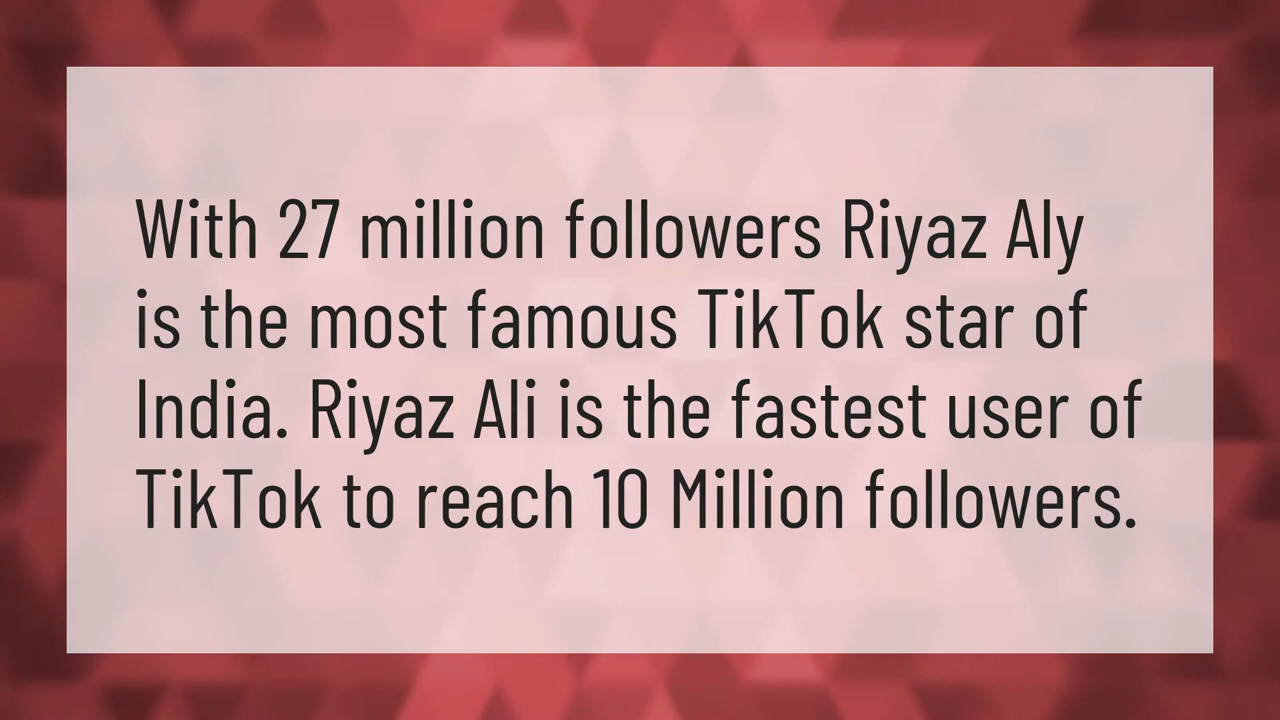 With 27 million followers Riyaz Aly
is the most famous TikTok star of
India. Riyaz Ali is the fastest user of
TikTok to reach 10 Million followers.